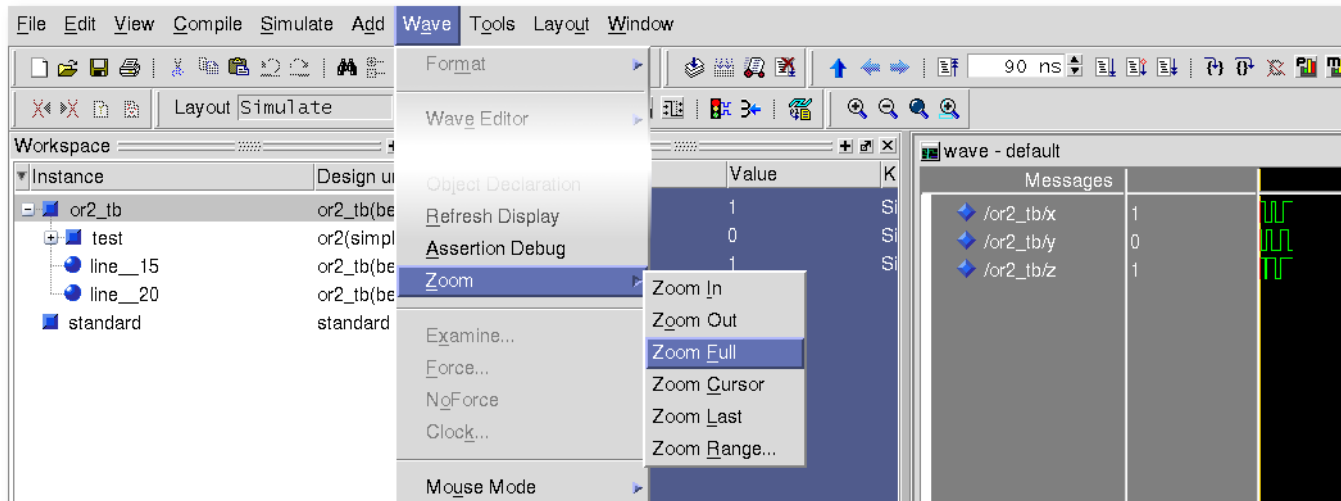 File Edit View Compile Simulate Add Wave Tools Layout Window
90 ns
Layout Simulate
Workspace
Instance Design u
or2_tb or2_tb(be
test or2(simpl
line__15 or2_tb(be
line__20 or2_tb(be
standard standard
Format
Wave Editor
Object Declaration
Refresh Display
Assertion Debug
Zoom
Examine...
Force...
NoForce
Clock...
Mouse Mode
Zoom In
Zoom Out
Zoom Full
Zoom Cursor
Zoom Last
Zoom Range...
Value K
1 Si
0 Si
1 Si
wave - default
Messages
/or2_tb/x 1
/or2_tb/y 0
/or2_tb/z 1